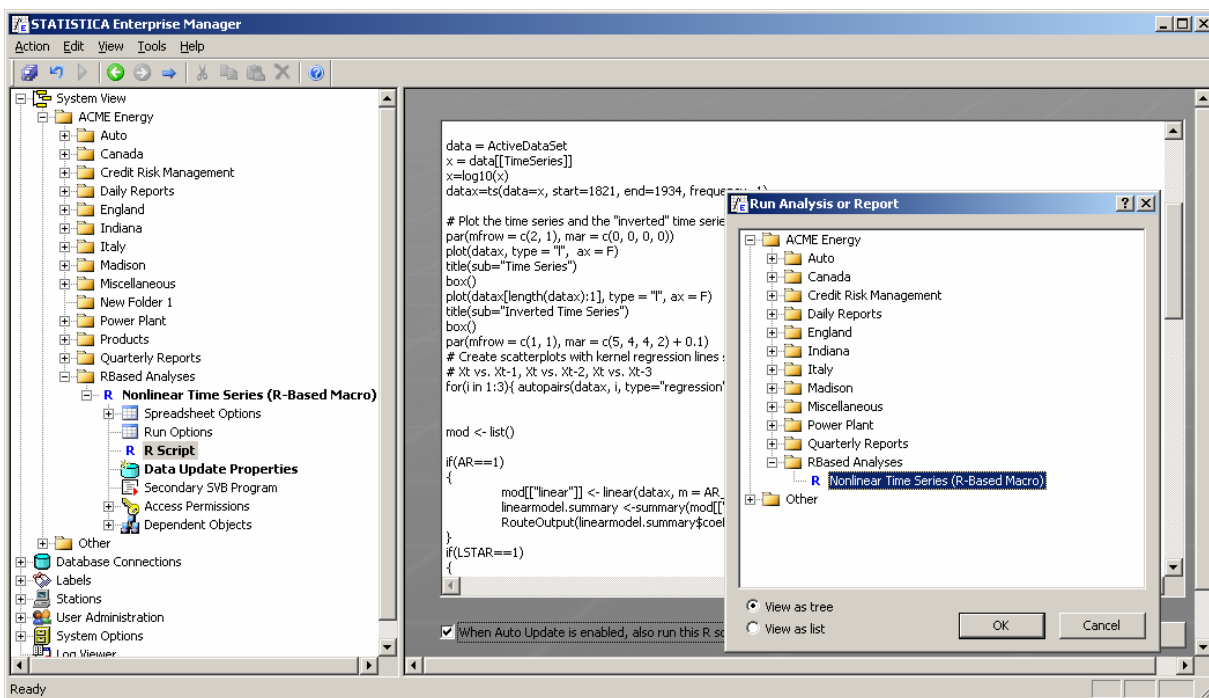 STATISTICA Enterprise Manager
Action Edit View Tools Help
System View
ACME Energy
Auto
Canada
Credit Risk Management
Daily Reports
England
Indiana
Italy
Madison
Miscellaneous
New Folder 1
Power Plant
Products
Quarterly Reports
RBased Analyses
R Nonlinear Time Series (R-Based Macro)
Spreadsheet Options
Run Options
R R Script
Data Update Properties
Secondary SVB Program
Access Permissions
Dependent Objects
Other
Database Connections
Labels
Stations
User Administration
System Options
Log Viewer
data = ActiveDataSet
x = data[[TimeSeries]]
x=log10(x)
datax=ts(data=x, start=1821, end=1934, frequency=1)
# Plot the time series and the "inverted" time serie
par(mfrow = c(2, 1), mar = c(0, 0, 0, 0))
plot(datax, type = "l", ax = F)
title(sub="Time Series")
box()
plot(datax[length(datax):1], type = "l", ax = F)
title(sub="Inverted Time Series")
box()
par(mfrow = c(1, 1), mar = c(5, 4, 4, 2) + 0.1)
# Create scatterplots with kernel regression lines
# Xt vs. Xt-1, Xt vs. Xt-2, Xt vs. Xt-3
for(i in 1:3){ autopairs(datax, i, type="regression"
mod <- list()
if(AR==1)
{
mod[["linear"]] <- linear(datax, m = AR_
linearmodel.summary <-summary(mod[["
RouteOutput(linearmodel.summary$coef
}
if(LSTAR==1)
{
When Auto Update is enabled, also run this R sc
Run Analysis or Report
ACME Energy
Auto
Canada
Credit Risk Management
Daily Reports
England
Indiana
Italy
Madison
Miscellaneous
Power Plant
Quarterly Reports
RBased Analyses
R Nonlinear Time Series (R-Based Macro)
Other
View as tree
View as list
OK
Cancel
Ready